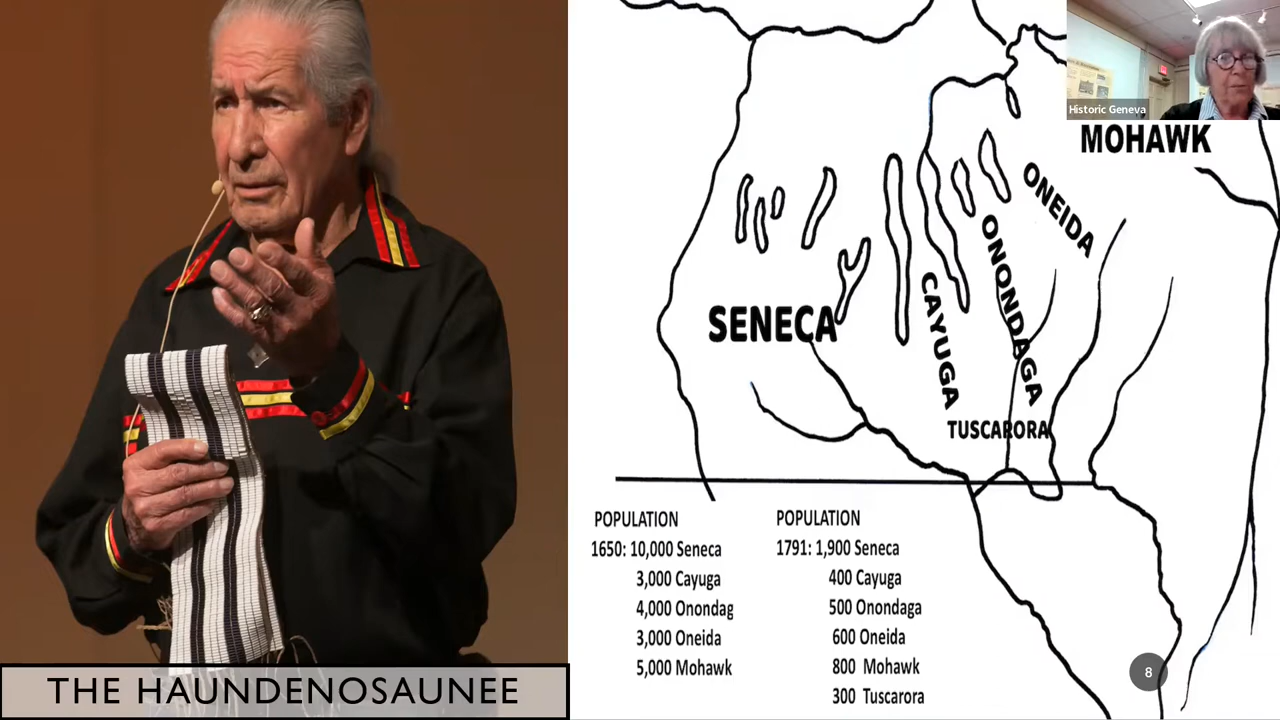 Historic Geneva
MOHAWK
ONEIDA
ONONDAGA
CAYUGA
SENECA
TUSCARORA
POPULATION
1650: 10,000 Seneca
3,000 Cayuga
4,000 Onondag
3,000 Oneida
5,000 Mohawk
POPULATION
1791: 1,900 Seneca
400 Cayuga
500 Onondaga
600 Oneida
800 Mohawk
300 Tuscarora
THE HAUNDENOSAUNEE
8